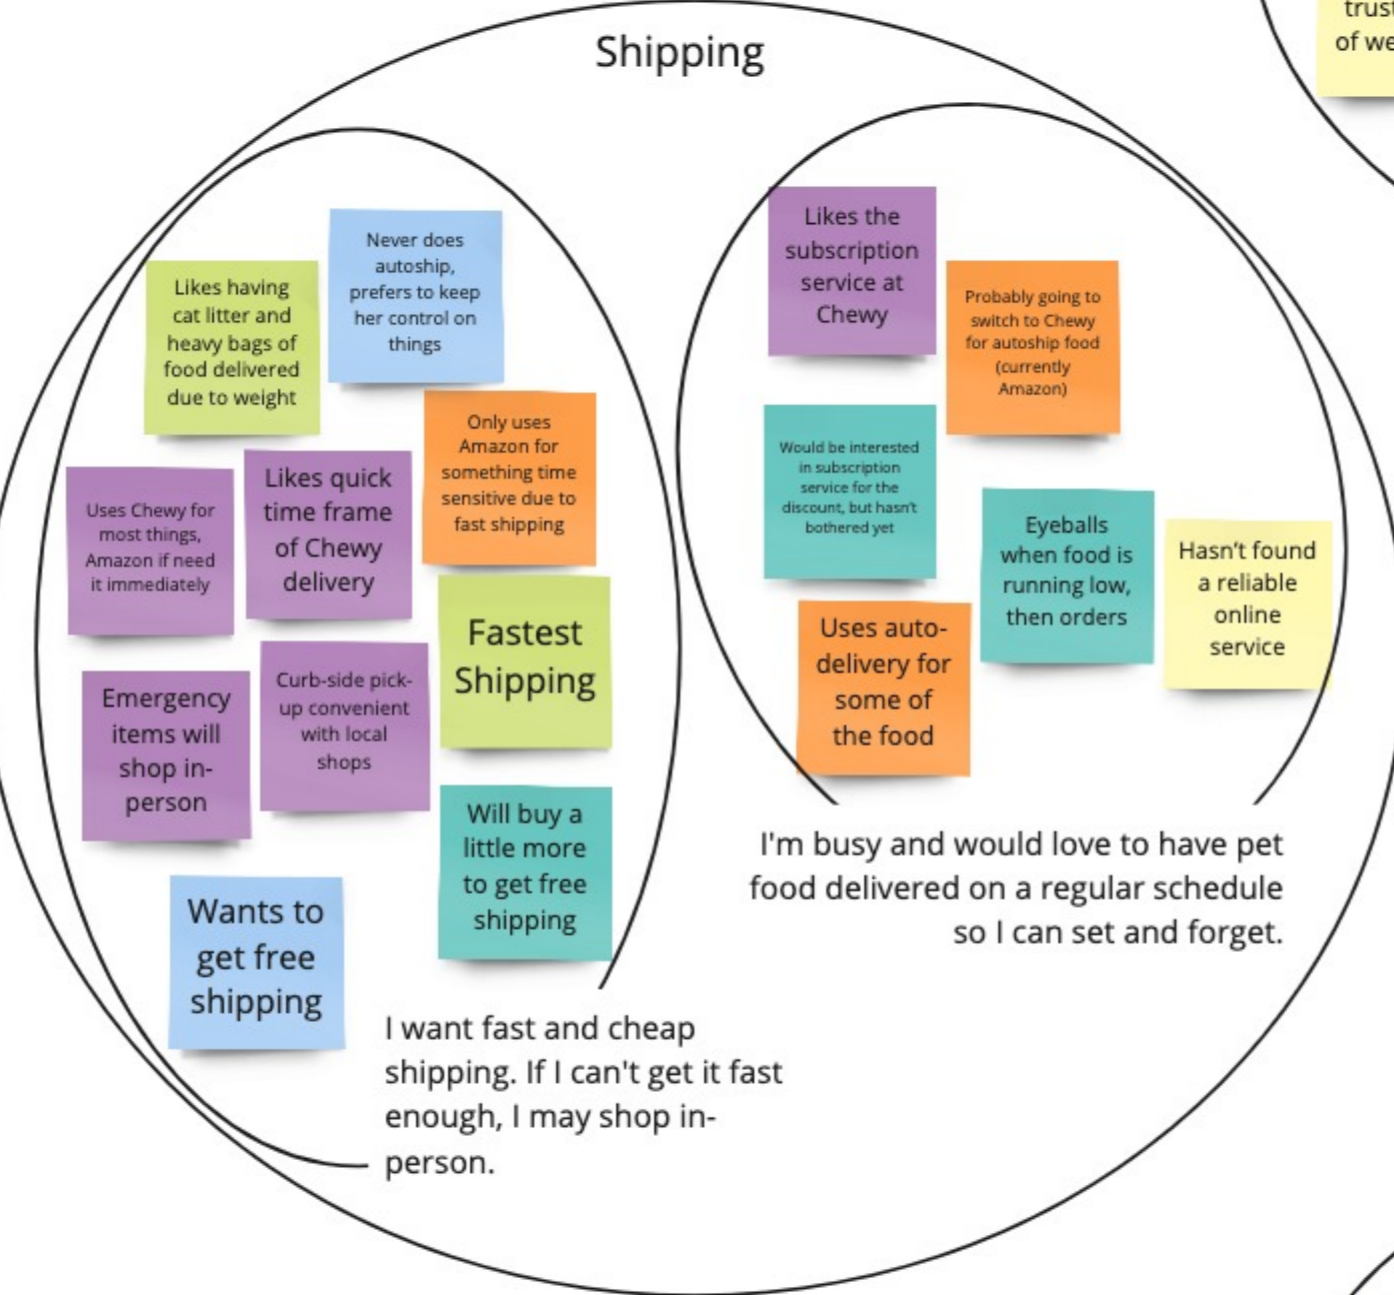 Shipping
trust
of we
Never does
autoship,
prefers to keep
her control on
things
Likes having
cat litter and
heavy bags of
food delivered
due to weight
Only uses
Amazon for
something time
sensitive due to
fast shipping
Uses Chewy for
most things,
Amazon if need
it immediately
Likes quick
time frame
of Chewy
delivery
Fastest
Shipping
Emergency
items will
shop in-
person
Curb-side pick-
up convenient
with local
shops
Will buy a
little more
to get free
shipping
Wants to
get free
shipping
I want fast and cheap
shipping. If I can't get it fast
enough, I may shop in-
person.
Likes the
subscription
service at
Chewy
Probably going to
switch to Chewy
for autoship food
(currently
Amazon)
Would be interested
in subscription
service for the
discount, but hasn't
bothered yet
Eyeballs
when food is
running low,
then orders
Hasn't found
a reliable
online
service
Uses auto-
delivery for
some of
the food
I'm busy and would love to have pet
food delivered on a regular schedule
so I can set and forget.